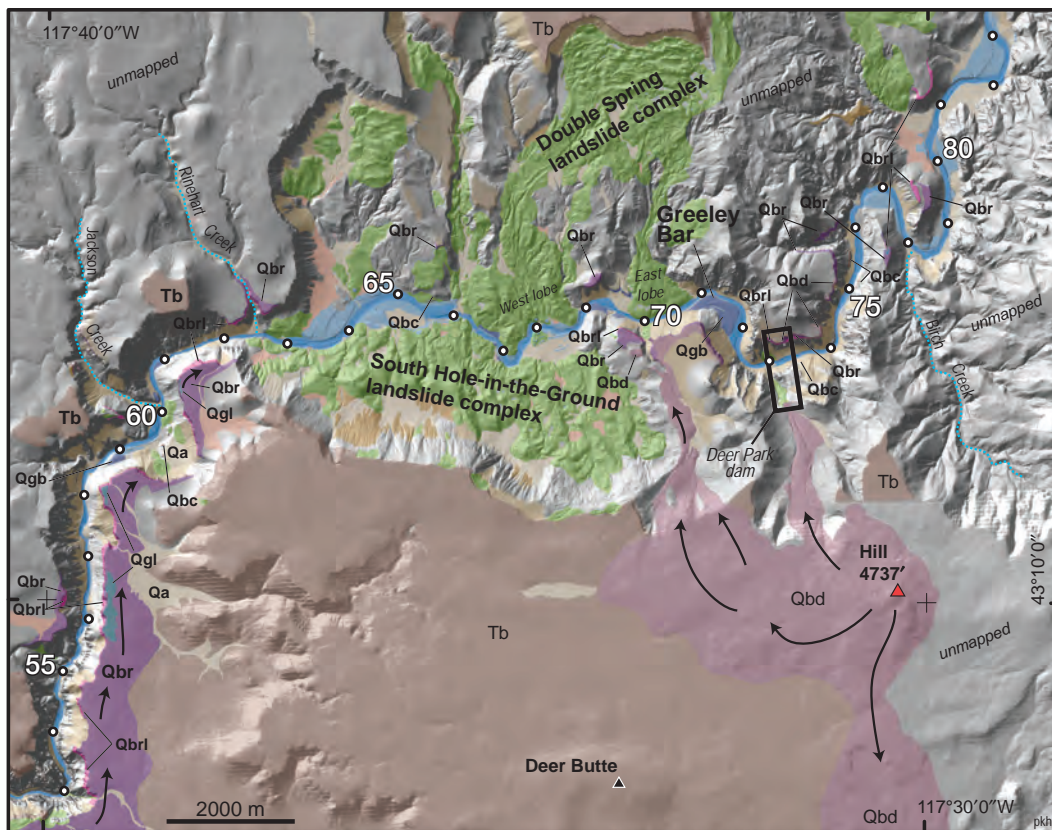 117°40′0″W
Tb
unmapped
Double Spring
landslide complex
unmapped
Qbrl
80
Rinehart
Creek
Jackson
Creek
Qbr
Greeley
Bar
Qbr
Qbr
Qbr
Qbr
Qbr
Tb
65
Qbc
West lobe
East
lobe
Qbrl
Qbd
Qbc
75
unmapped
Qbrl
Qbrl
70
Qbr
Qbd
Qgb
Qbr
Qbc
Birch
Creek
Qbr
Qgl
South Hole-in-the-Ground
landslide complex
Tb
60
Qa
Deer Park
dam
Qgb
Qbc
Tb
Qgl
Hill
4737′
43°10′0″N
Qbr
Qbrl
Qa
Qbd
Tb
unmapped
55
Qbr
Qbrl
Deer Butte
2000 m
117°30′0″W
Qbd
pkh